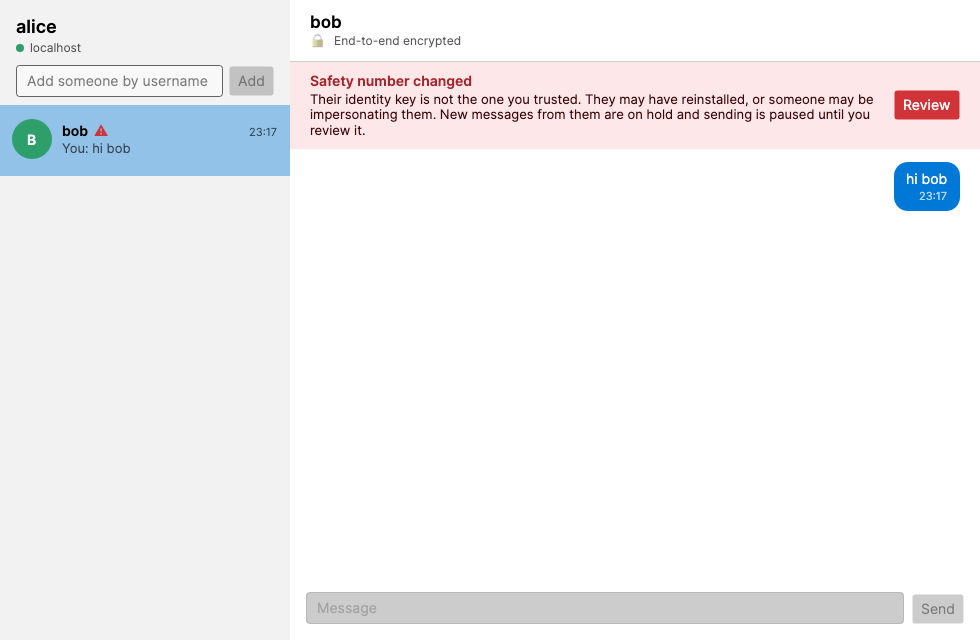 alice
localhost
Add someone by username
Add
B
bob
23:17
You: hi bob
bob
End-to-end encrypted
Safety number changed
Their identity key is not the one you trusted. They may have reinstalled, or someone may be
impersonating them. New messages from them are on hold and sending is paused until you
review it.
Review
hi bob
23:17
Message
Send